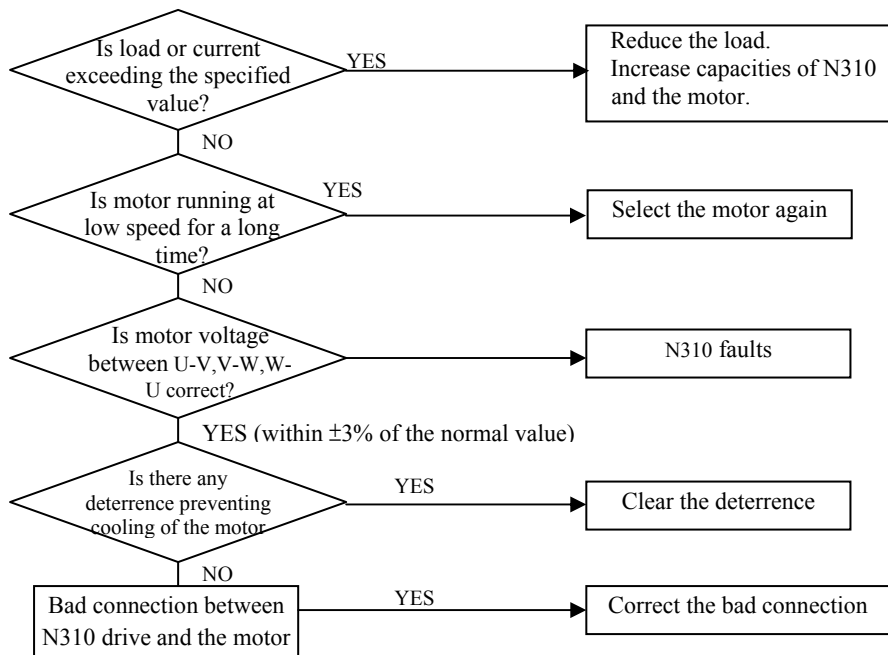 Is load or current
exceeding the specified
value?
YES
Reduce the load.
Increase capacities of N310
and the motor.
NO
Is motor running at
low speed for a long
time?
YES
Select the motor again
NO
Is motor voltage
between U-V,V-W,W-
U correct?
N310 faults
YES (within ±3% of the normal value)
Is there any
deterrence preventing
cooling of the motor
YES
Clear the deterrence
NO
Bad connection between
N310 drive and the motor
YES
Correct the bad connection